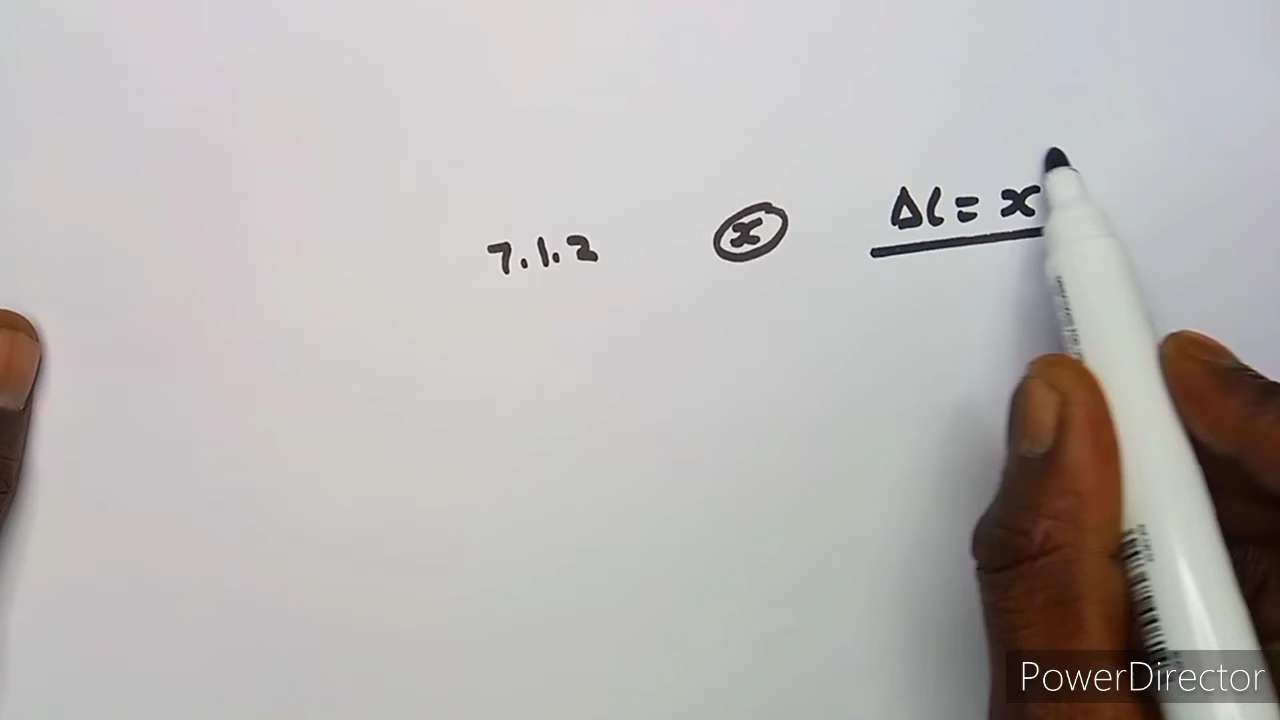 7.1.2 x Δl = x
PowerDirector